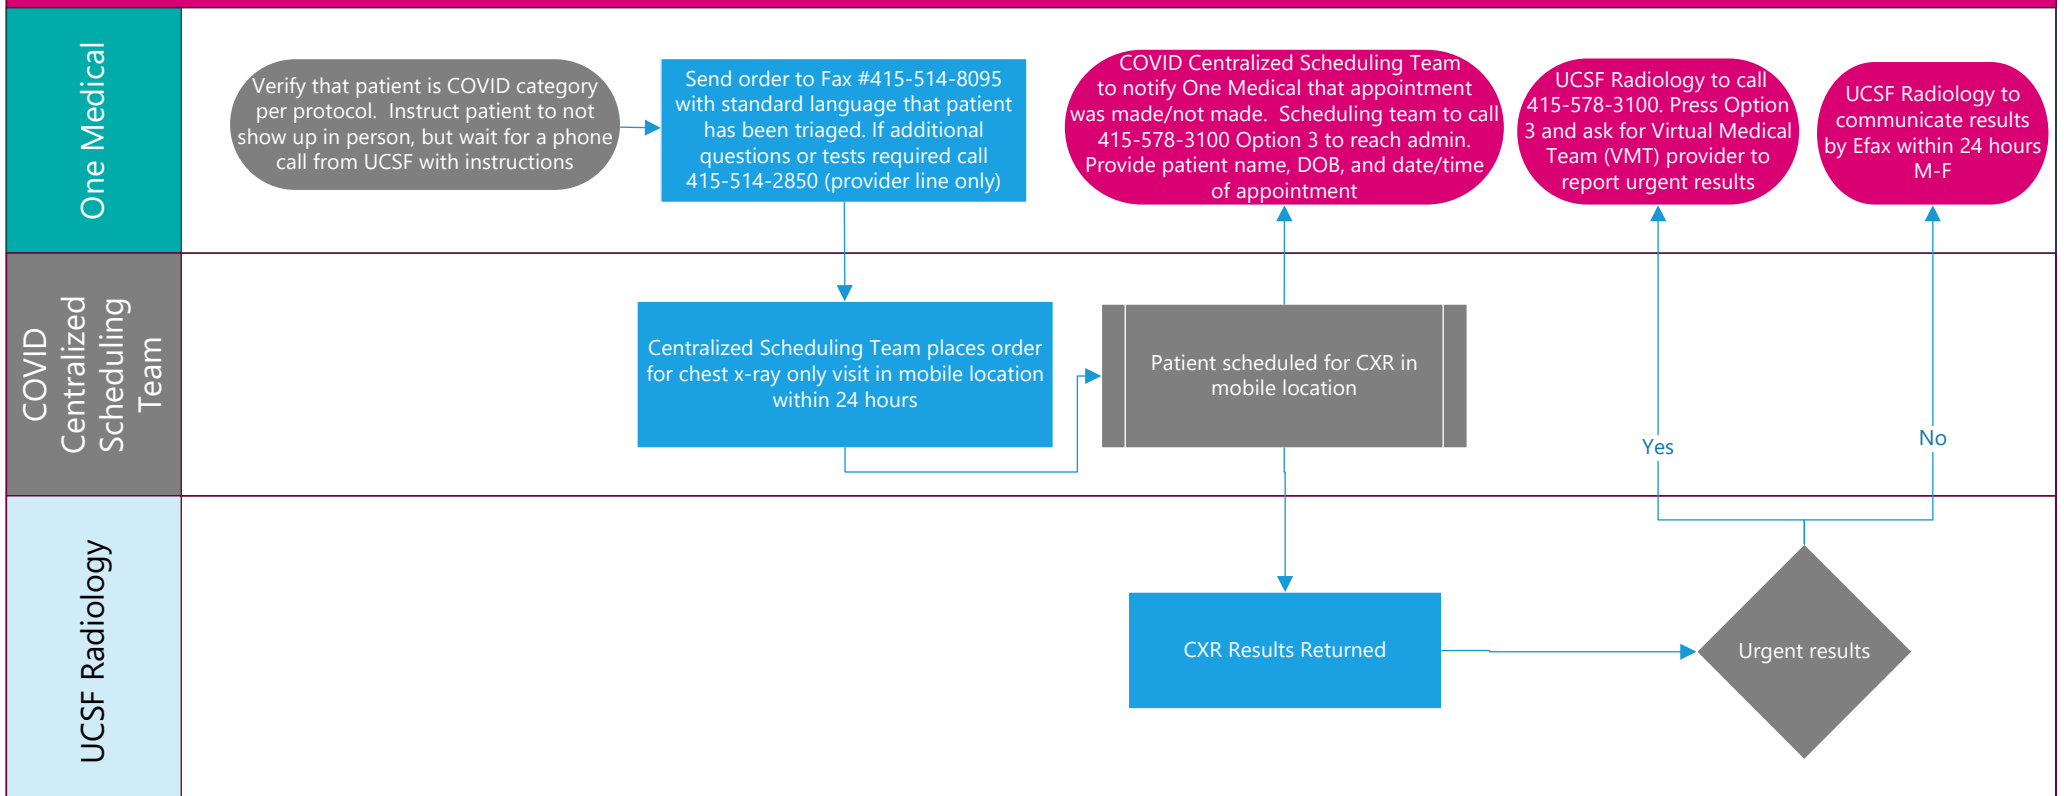 One Medical
Verify that patient is COVID category
per protocol.  Instruct patient to not
show up in person, but wait for a phone
call from UCSF with instructions
Send order to Fax #415-514-8095
with standard language that patient
has been triaged. If additional
questions or tests required call
415-514-2850 (provider line only)
COVID Centralized Scheduling Team
to notify One Medical that appointment
was made/not made.  Scheduling team to call
415-578-3100 Option 3 to reach admin.
Provide patient name, DOB, and date/time
of appointment
UCSF Radiology to call
415-578-3100. Press Option
3 and ask for Virtual Medical
Team (VMT) provider to
report urgent results
UCSF Radiology to
communicate results
by Efax within 24 hours
M-F
COVID
Centralized
Scheduling
Team
Centralized Scheduling Team places order
for chest x-ray only visit in mobile location
within 24 hours
Patient scheduled for CXR in
mobile location
Yes
No
UCSF Radiology
CXR Results Returned
Urgent results